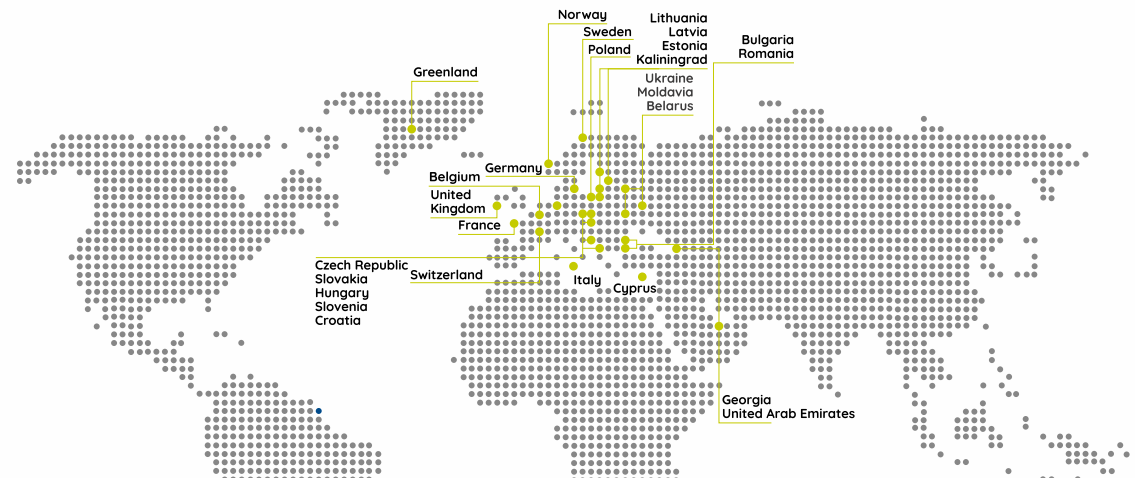 Norway
Sweden
Poland
Lithuania
Latvia
Estonia
Kaliningrad
Ukraine
Moldavia
Belarus
Bulgaria
Romania
Greenland
Germany
Belgium
United
Kingdom
France
Czech Republic
Slovakia
Hungary
Slovenia
Croatia
Switzerland
Italy
Cyprus
Georgia
United Arab Emirates